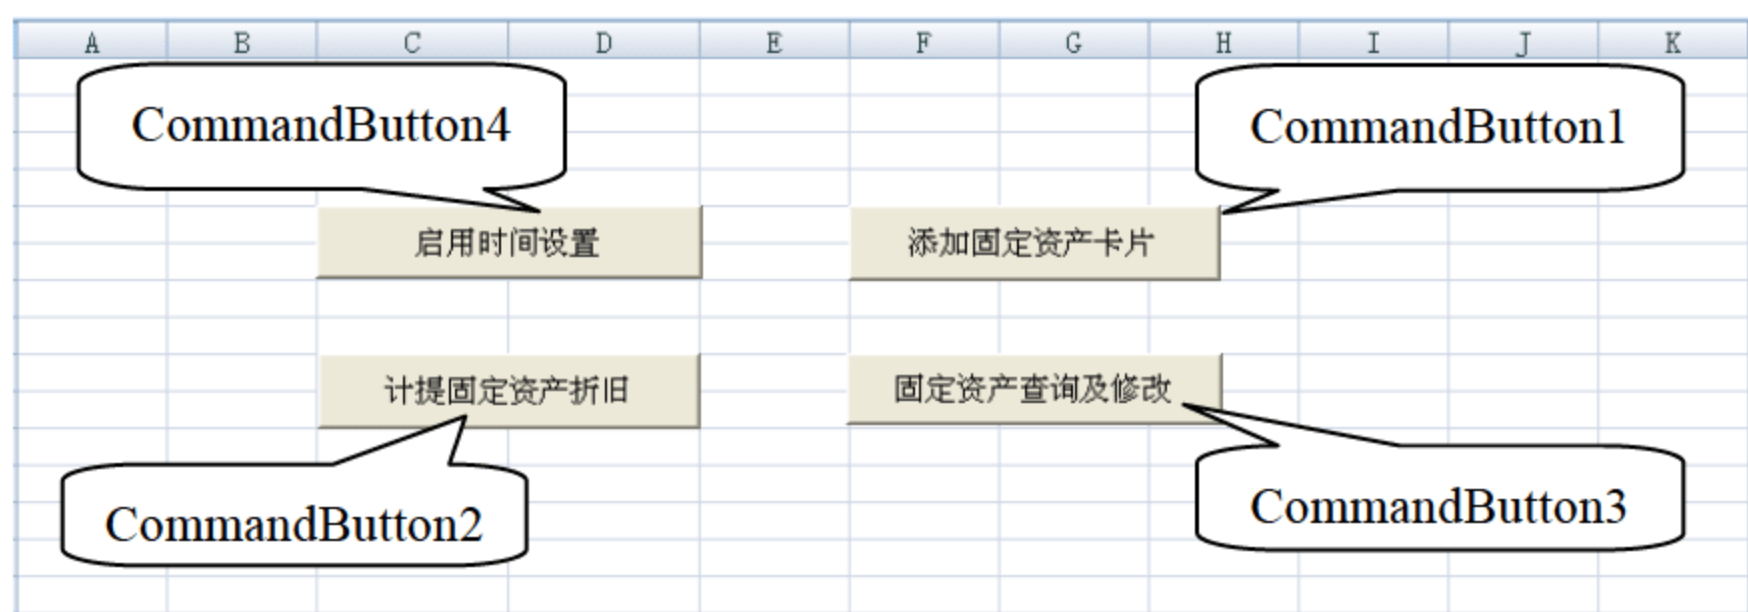 A B C D E F G H I J K
CommandButton4
CommandButton1
启用时间设置
添加固定资产卡片
计提固定资产折旧
固定资产查询及修改
CommandButton2
CommandButton3